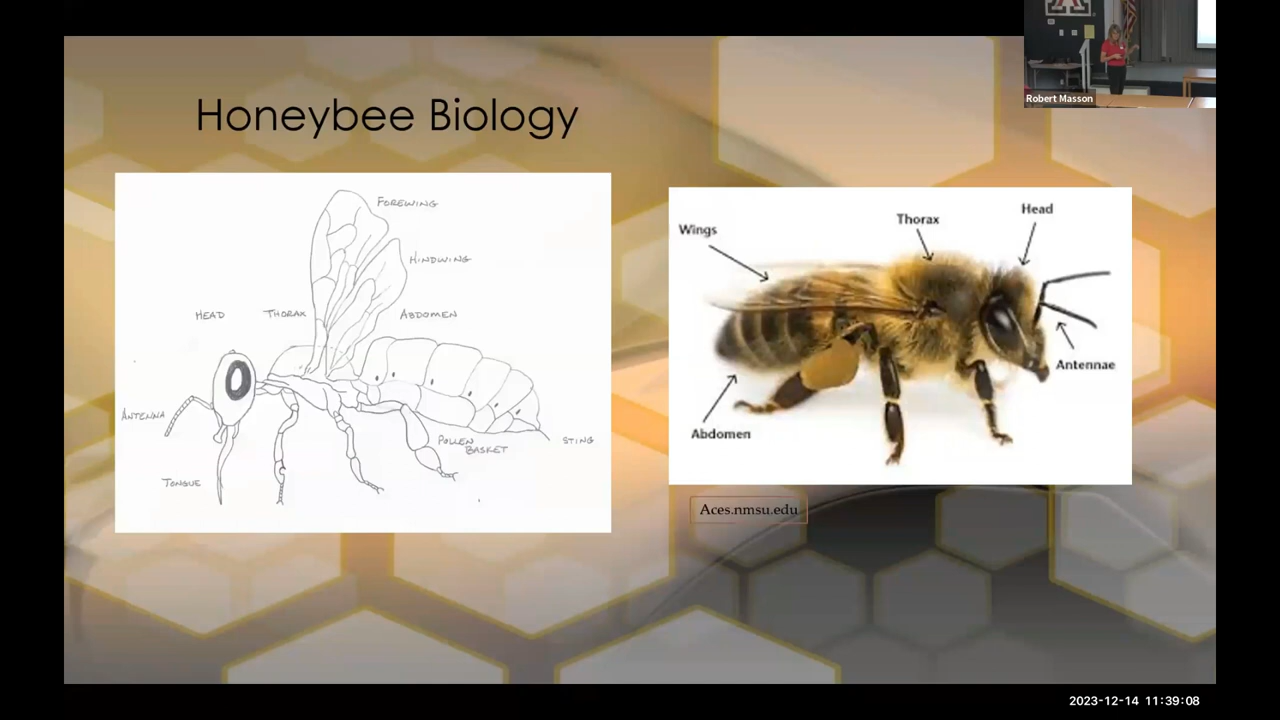 Robert Masson
Honeybee Biology
FOREWING
HINDWING
HEAD
THORAX
ABDOMEN
ANTENNA
TONGUE
POLLEN
BASKET
STING
Wings
Thorax
Head
Antennae
Abdomen
Aces.nmsu.edu
2023-12-14 11:39:08